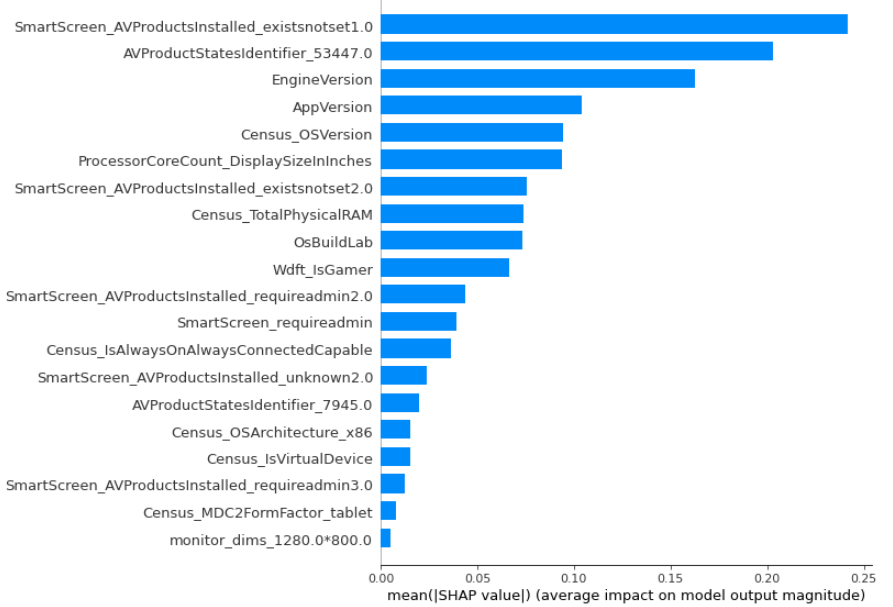 SmartScreen_AVProductsInstalled_existsnotset1.0
AVProductStatesIdentifier_53447.0
EngineVersion
AppVersion
Census_OSVersion
ProcessorCoreCount_DisplaySizeInInches
SmartScreen_AVProductsInstalled_existsnotset2.0
Census_TotalPhysicalRAM
OsBuildLab
Wdft_IsGamer
SmartScreen_AVProductsInstalled_requireadmin2.0
SmartScreen_requireadmin
Census_IsAlwaysOnAlwaysConnectedCapable
SmartScreen_AVProductsInstalled_unknown2.0
AVProductStatesIdentifier_7945.0
Census_OSArchitecture_x86
Census_IsVirtualDevice
SmartScreen_AVProductsInstalled_requireadmin3.0
Census_MDC2FormFactor_tablet
monitor_dims_1280.0*800.0
0.00 0.05 0.10 0.15 0.20 0.25
mean(|SHAP value|) (average impact on model output magnitude)